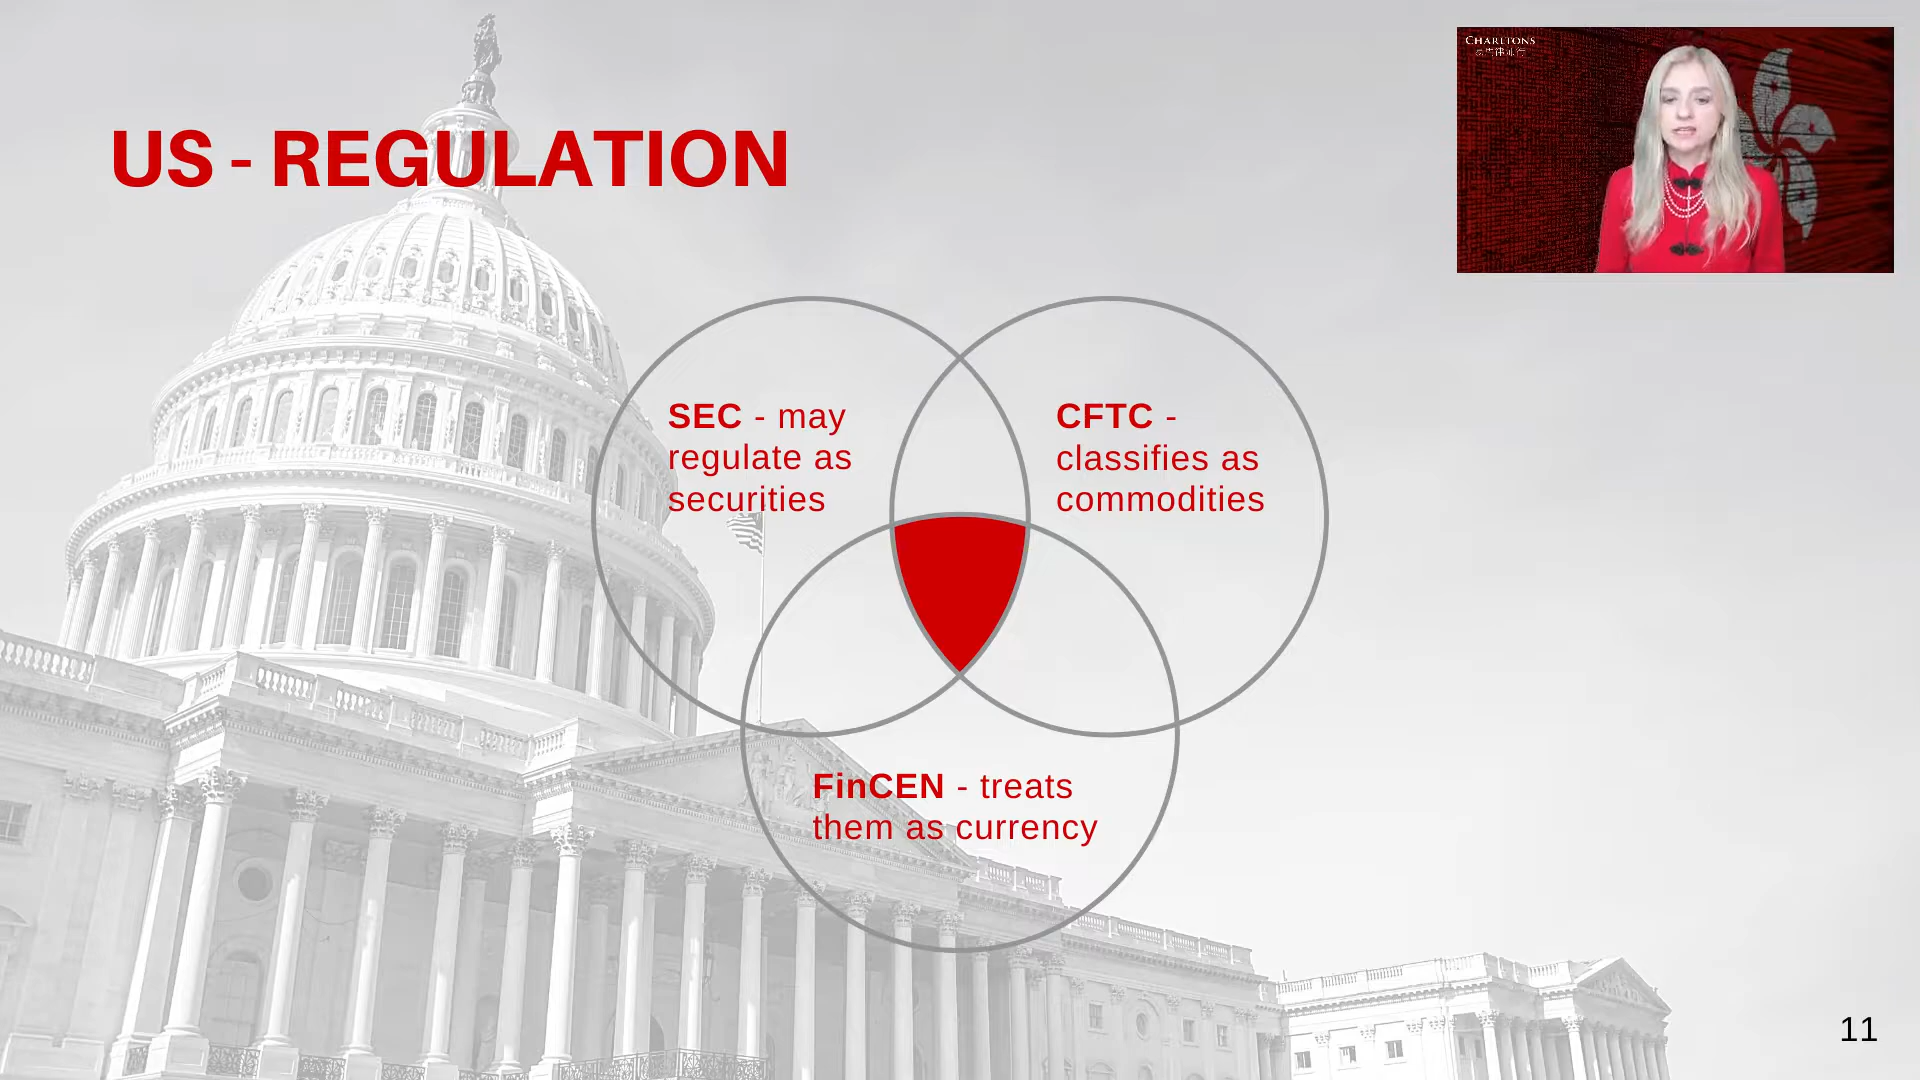 US - REGULATION
CHARLTONS
SEC - may
regulate as
securities
CFTC -
classifies as
commodities
FinCEN - treats
them as currency
11